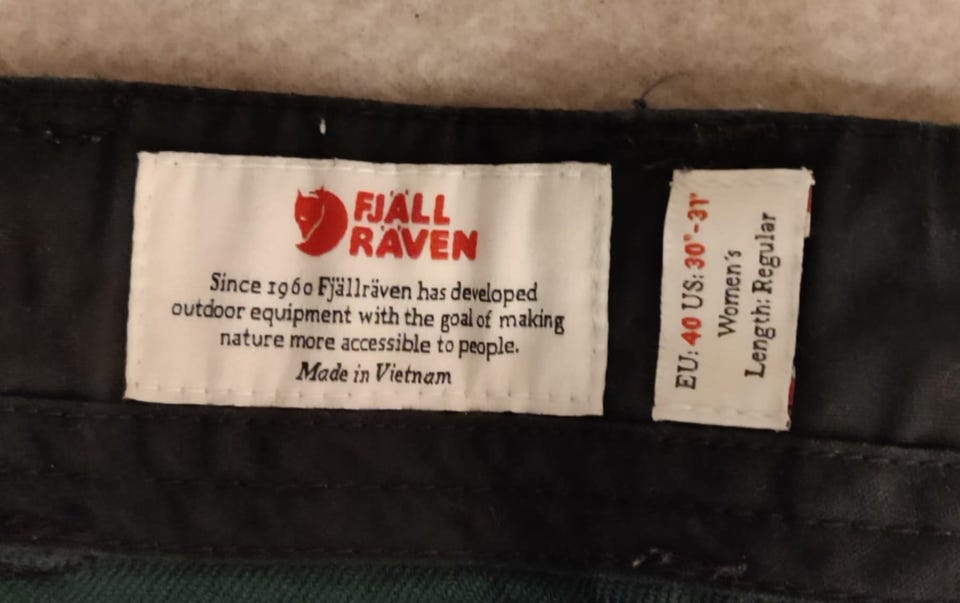 FJÄLL
RÄVEN
Since 1960 Fjällräven has developed
outdoor equipment with the goal of making
nature more accessible to people.
Made in Vietnam
EU: 40 US: 30"-31"
Women's
Length: Regular